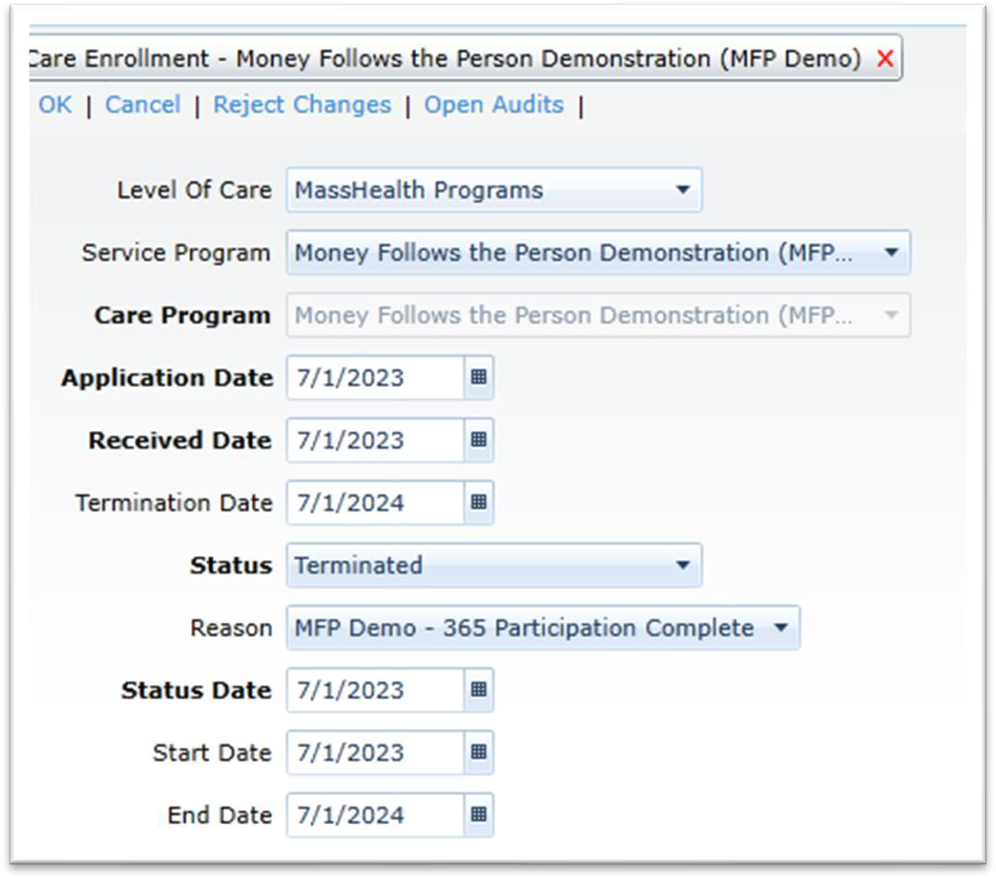 Care Enrollment - Money Follows the Person Demonstration (MFP Demo) X
OK | Cancel | Reject Changes | Open Audits |
Level Of Care MassHealth Programs
Service Program Money Follows the Person Demonstration (MFP...
Care Program Money Follows the Person Demonstration (MFP...
Application Date 7/1/2023
Received Date 7/1/2023
Termination Date 7/1/2024
Status Terminated
Reason MFP Demo - 365 Participation Complete
Status Date 7/1/2023
Start Date 7/1/2023
End Date 7/1/2024